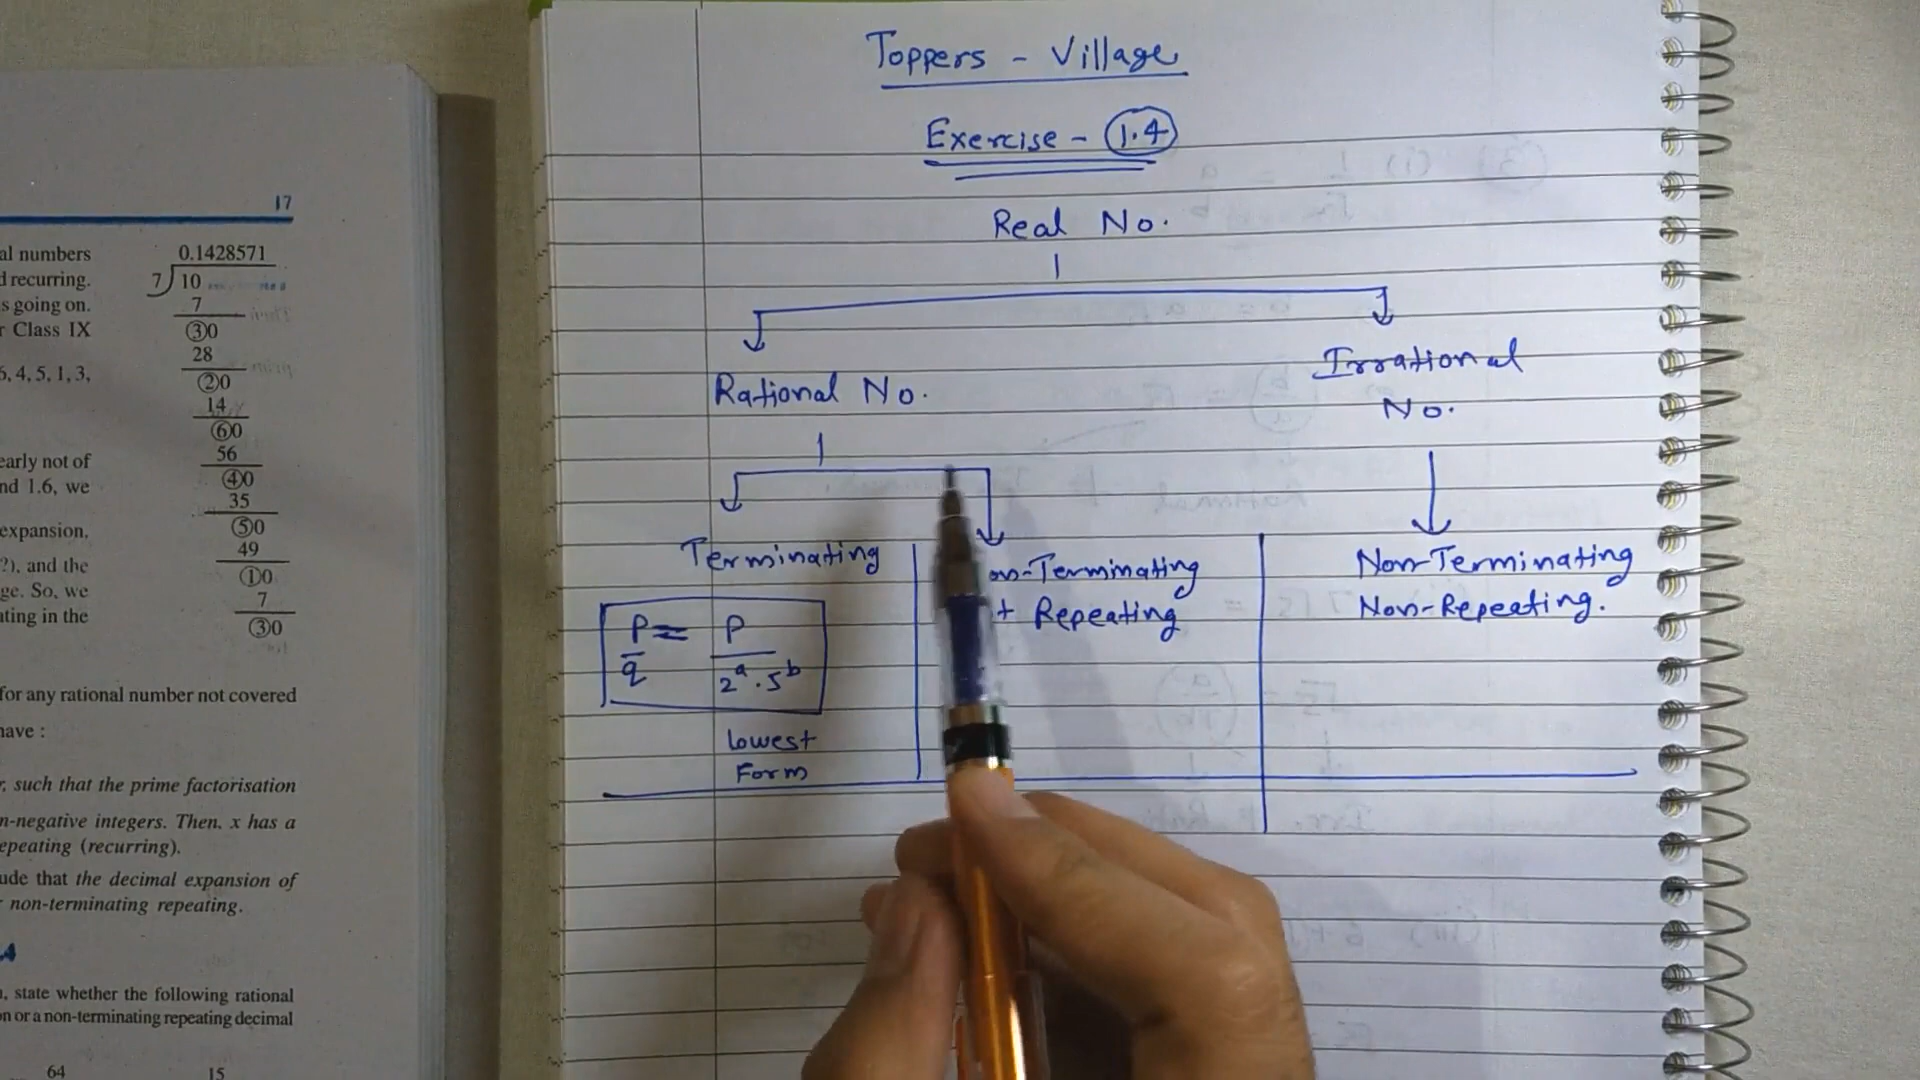 17
al numbers
d recurring.
s going on.
r Class IX
5, 4, 5, 1, 3,
early not of
nd 1.6, we
expansion,
?), and the
ge. So, we
ating in the
0.1428571
7 10
7
30
28
20
14
60
56
40
35
50
49
10
7
30
for any rational number not covered
have :
r, such that the prime factorisation
n-negative integers. Then, x has a
epeating (recurring).
ude that the decimal expansion of
r non-terminating repeating.
.4
n, state whether the following rational
on or a non-terminating repeating decimal
64 15
Toppers - Village
Exercise - 1.4
Real No.
Rational No.
Irrational
No.
Terminating
on-Terminating
+ Repeating
Non-Terminating
Non-Repeating.
p/q = p/2^a . 5^b
lowest
Form